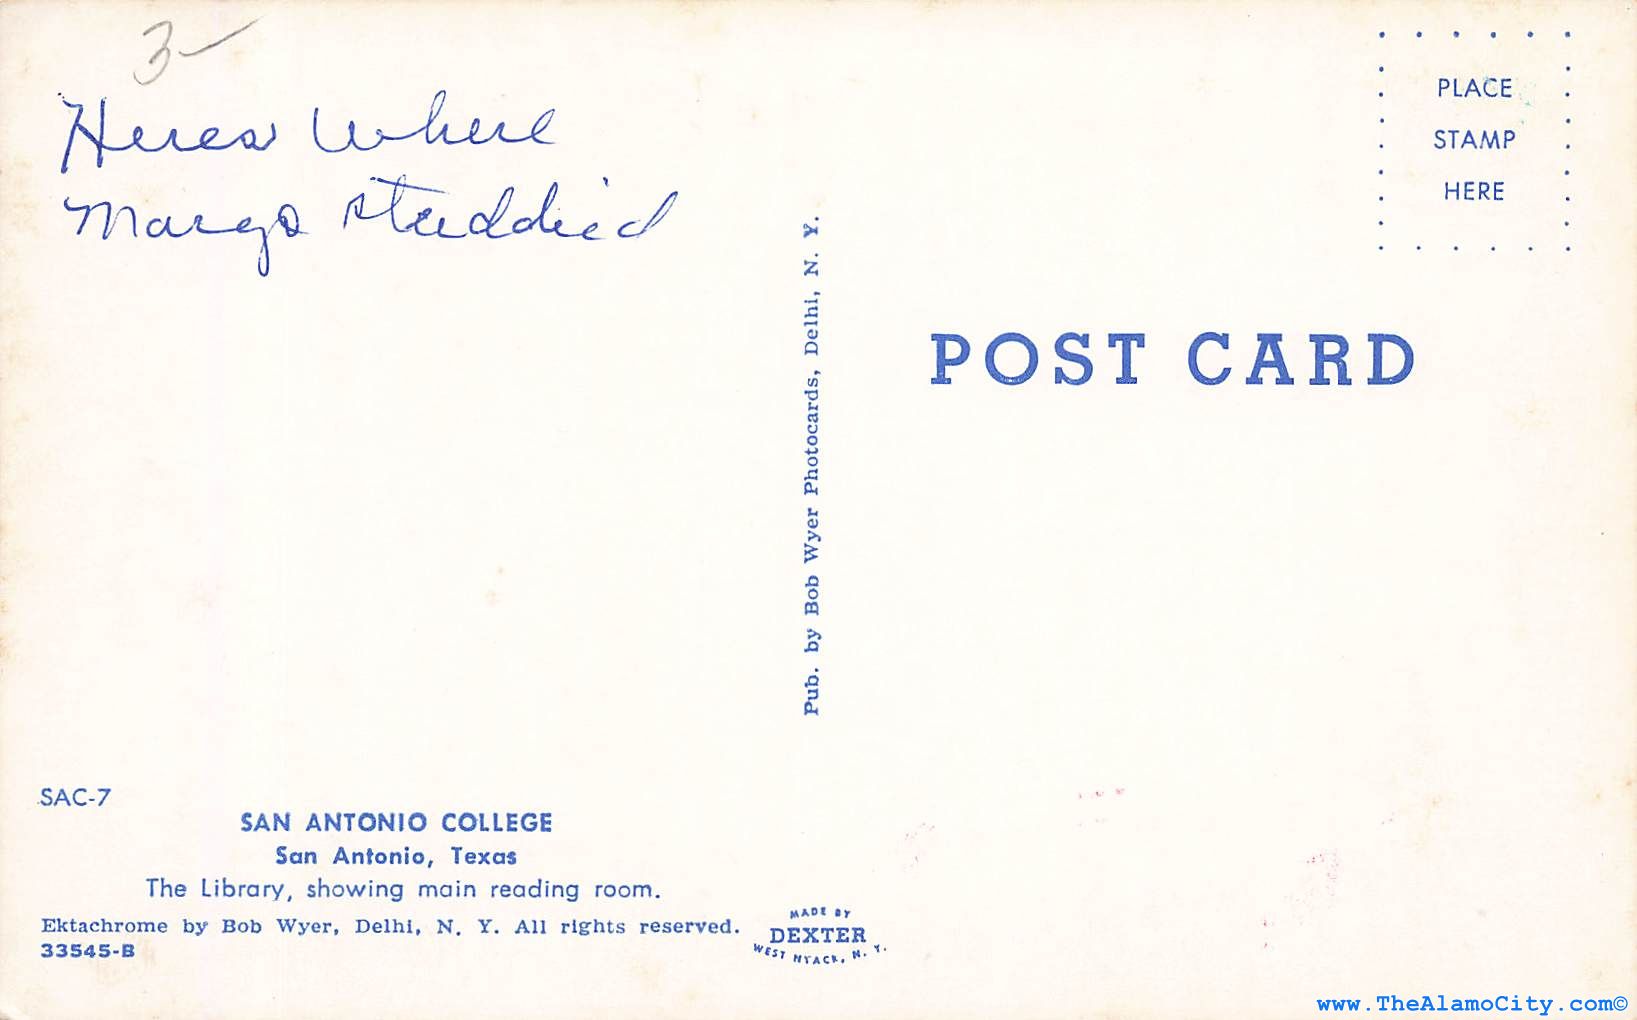 3-
Heres Where
Margo studdied
PLACE
STAMP
HERE
Pub. by Bob Wyer Photocards, Delhi, N. Y.
POST CARD
SAC-7
SAN ANTONIO COLLEGE
San Antonio, Texas
The Library, showing main reading room.
Ektachrome by Bob Wyer, Delhi, N. Y. All rights reserved.
33545-B
MADE BY
DEXTER
WEST NYACK, N. Y.
www.TheAlamoCity.com©